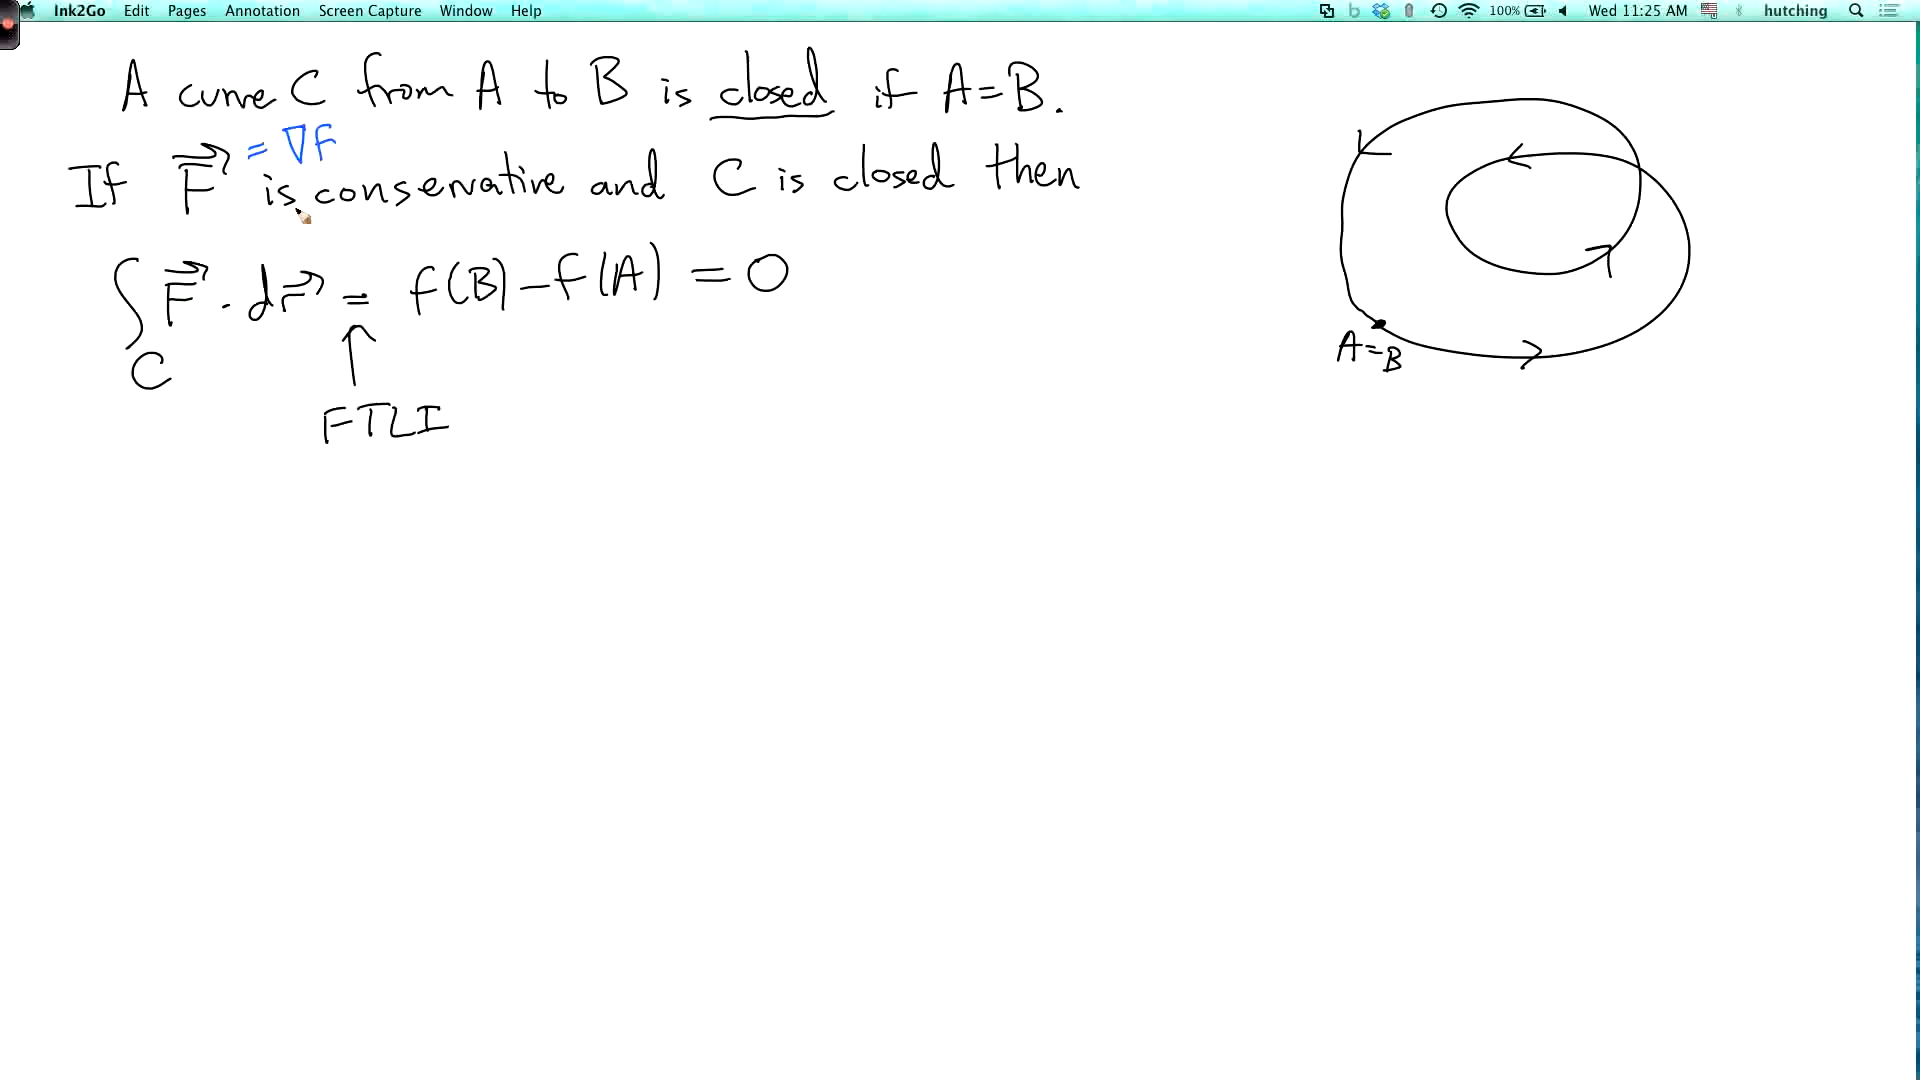 Ink2Go Edit Pages Annotation Screen Capture Window Help 100% Wed 11:25 AM hutching
A curve C from A to B is closed if A=B.
= ∇f
If F⃗ is conservative and C is closed then
∫ F⃗ · dr⃗ = f(B) – f(A) = 0
C
FTLI
A=B